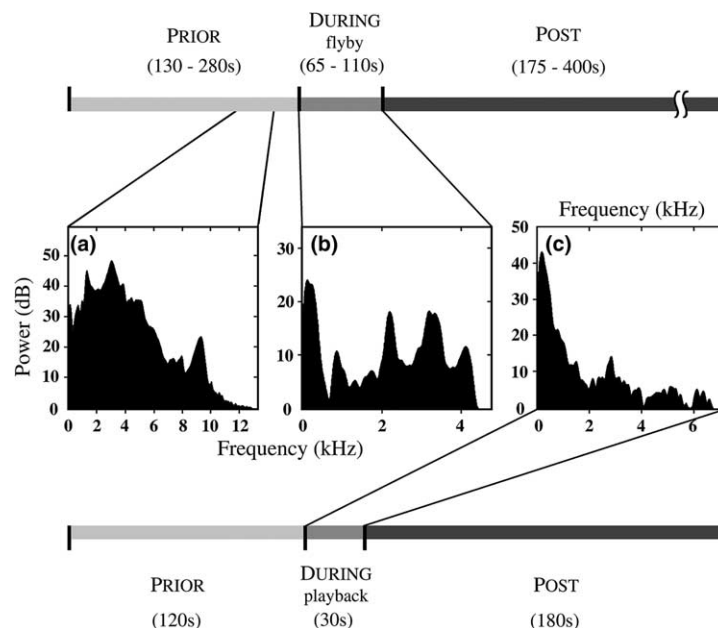 PRIOR
(130 - 280s)
DURING
flyby
(65 - 110s)
POST
(175 - 400s)
Frequency (kHz)
(a)
(b)
(c)
Power (dB)
50
40
30
20
10
0
0 2 4 6 8 10 12
30
20
10
0
0 2 4
50
40
30
20
10
0
0 2 4 6
Frequency (kHz)
PRIOR
(120s)
DURING
playback
(30s)
POST
(180s)